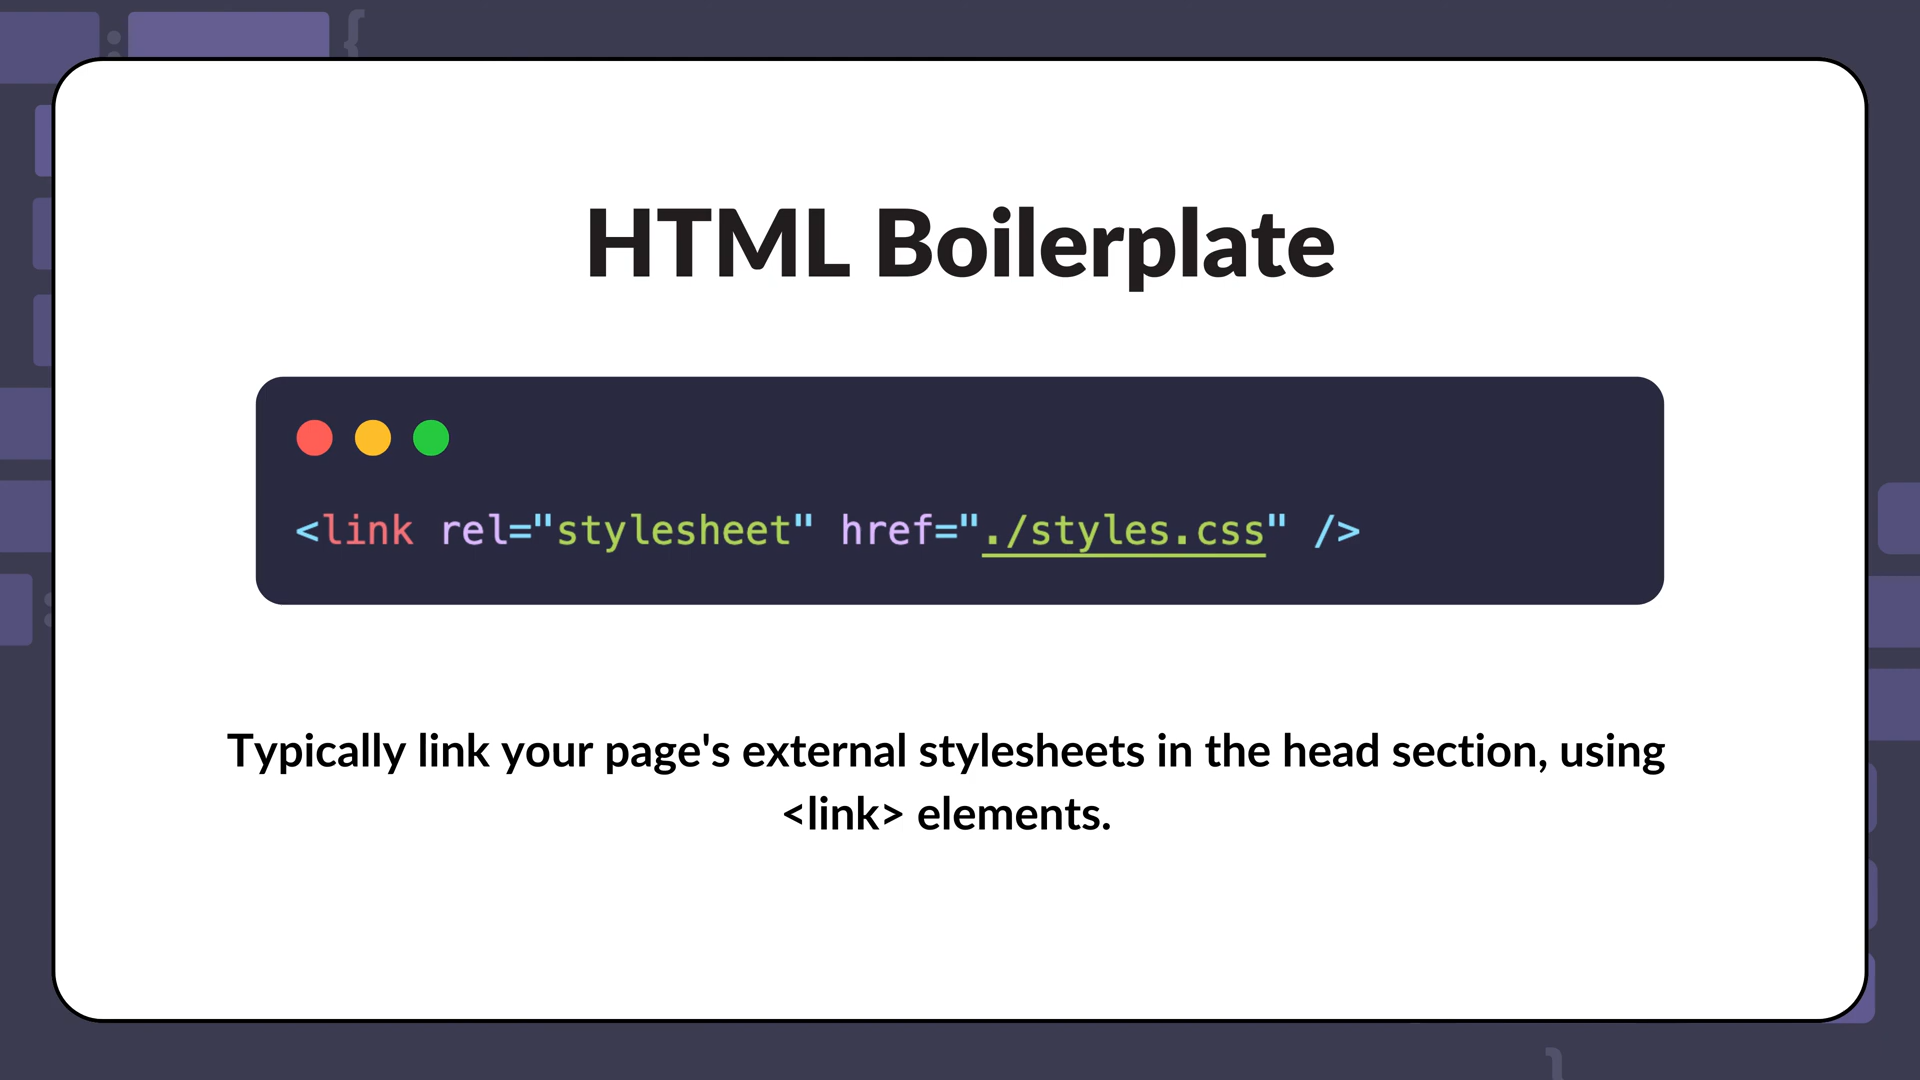 HTML Boilerplate
<link rel="stylesheet" href="./styles.css" />
Typically link your page's external stylesheets in the head section, using
<link> elements.